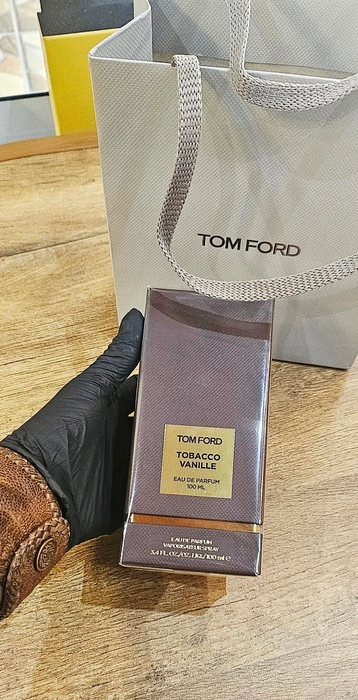 TOM FORD
TOM FORD
TOBACCO
VANILLE
EAU DE PARFUM
100 ML
EAU DE PARFUM
VAPORISATEUR SPRAY
3.4 FL. OZ./OZ. LIQ./100 ml e